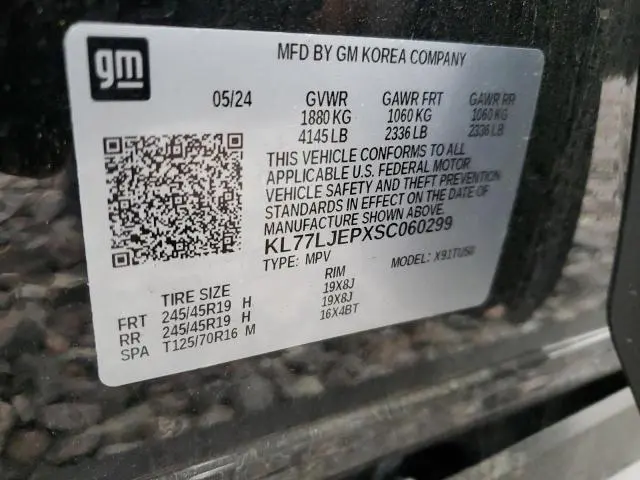 gm
MFD BY GM KOREA COMPANY
05/24 GVWR GAWR FRT GAWR RR
1880 KG 1060 KG 1060 KG
4145 LB 2336 LB 2336 LB
THIS VEHICLE CONFORMS TO ALL
APPLICABLE U.S. FEDERAL MOTOR
VEHICLE SAFETY AND THEFT PREVENTION
STANDARDS IN EFFECT ON THE DATE OF
MANUFACTURE SHOWN ABOVE.
KL77LJEPXSC060299
TYPE: MPV MODEL: X91TU50
TIRE SIZE RIM
FRT 245/45R19 H 19X8J
RR 245/45R19 H 19X8J
SPA T125/70R16 M 16X4BT